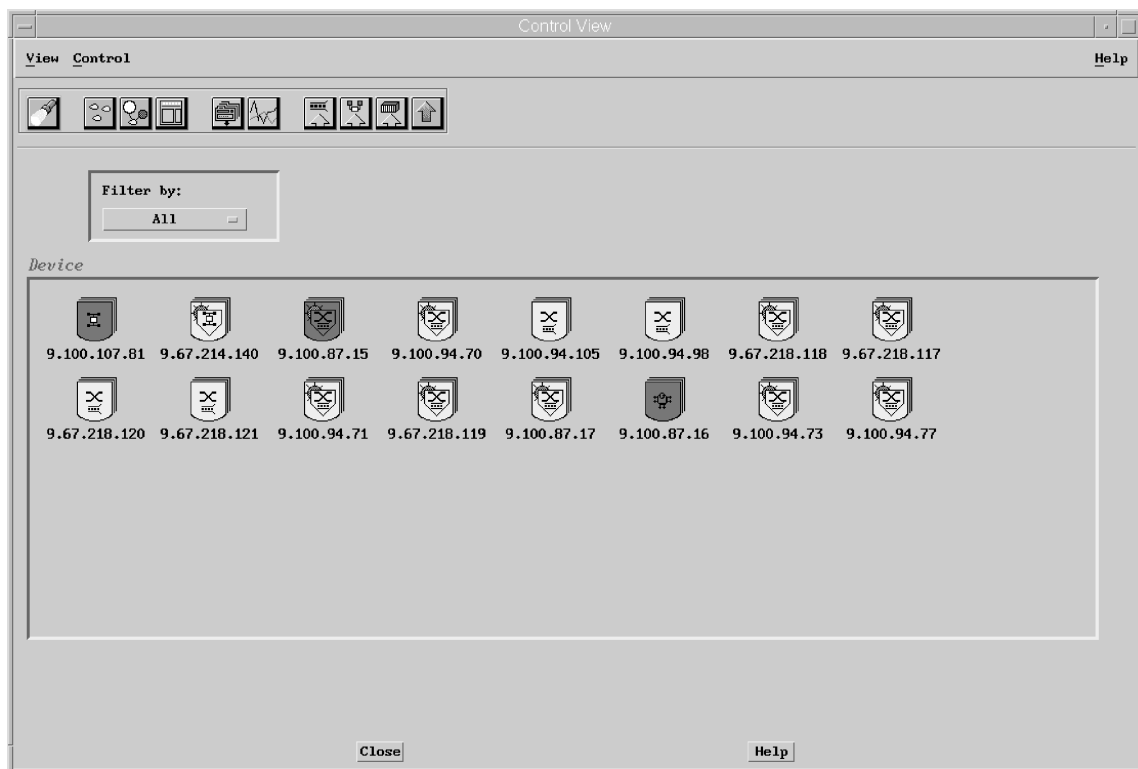 Control View
View Control Help
Filter by:
All
Device
9.100.107.81 9.67.214.140 9.100.87.15 9.100.94.70 9.100.94.105 9.100.94.98 9.67.218.118 9.67.218.117
9.67.218.120 9.67.218.121 9.100.94.71 9.67.218.119 9.100.87.17 9.100.87.16 9.100.94.73 9.100.94.77
Close Help